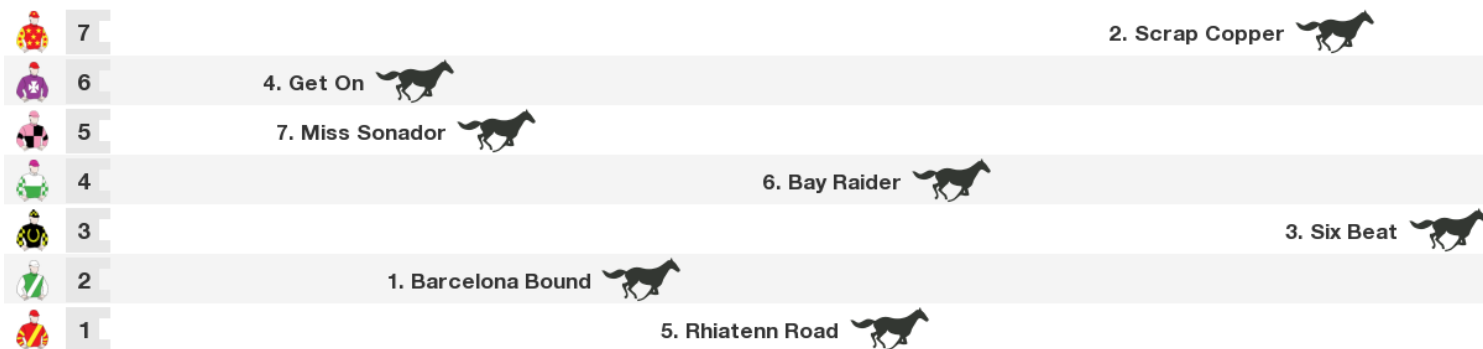 7 2. Scrap Copper
6 4. Get On
5 7. Miss Sonador
4 6. Bay Raider
3 3. Six Beat
2 1. Barcelona Bound
1 5. Rhiatenn Road